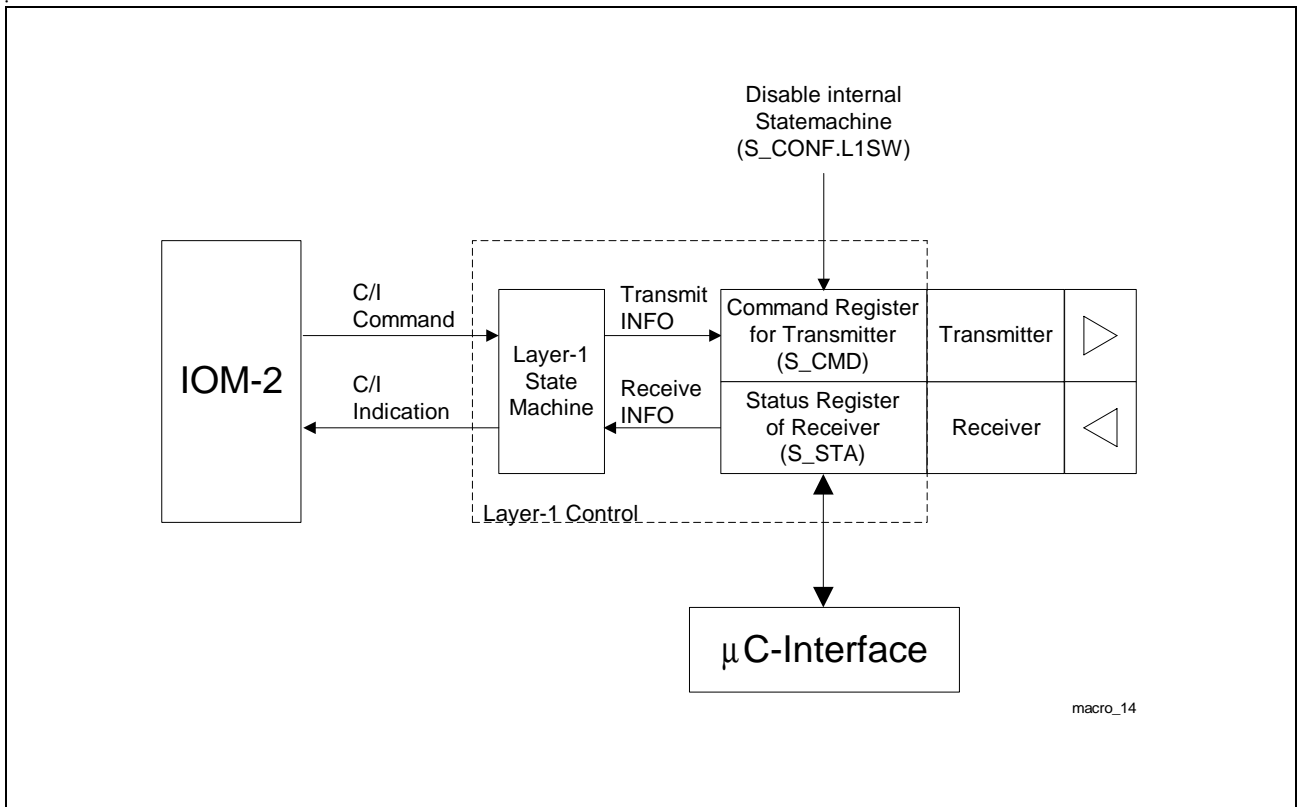 Disable internal
Statemachine
(S_CONF.L1SW)
IOM-2
C/I
Command
C/I
Indication
Layer-1
State
Machine
Transmit
INFO
Receive
INFO
Command Register
for Transmitter
(S_CMD)
Transmitter
Status Register
of Receiver
(S_STA)
Receiver
Layer-1 Control
μC-Interface
macro_14